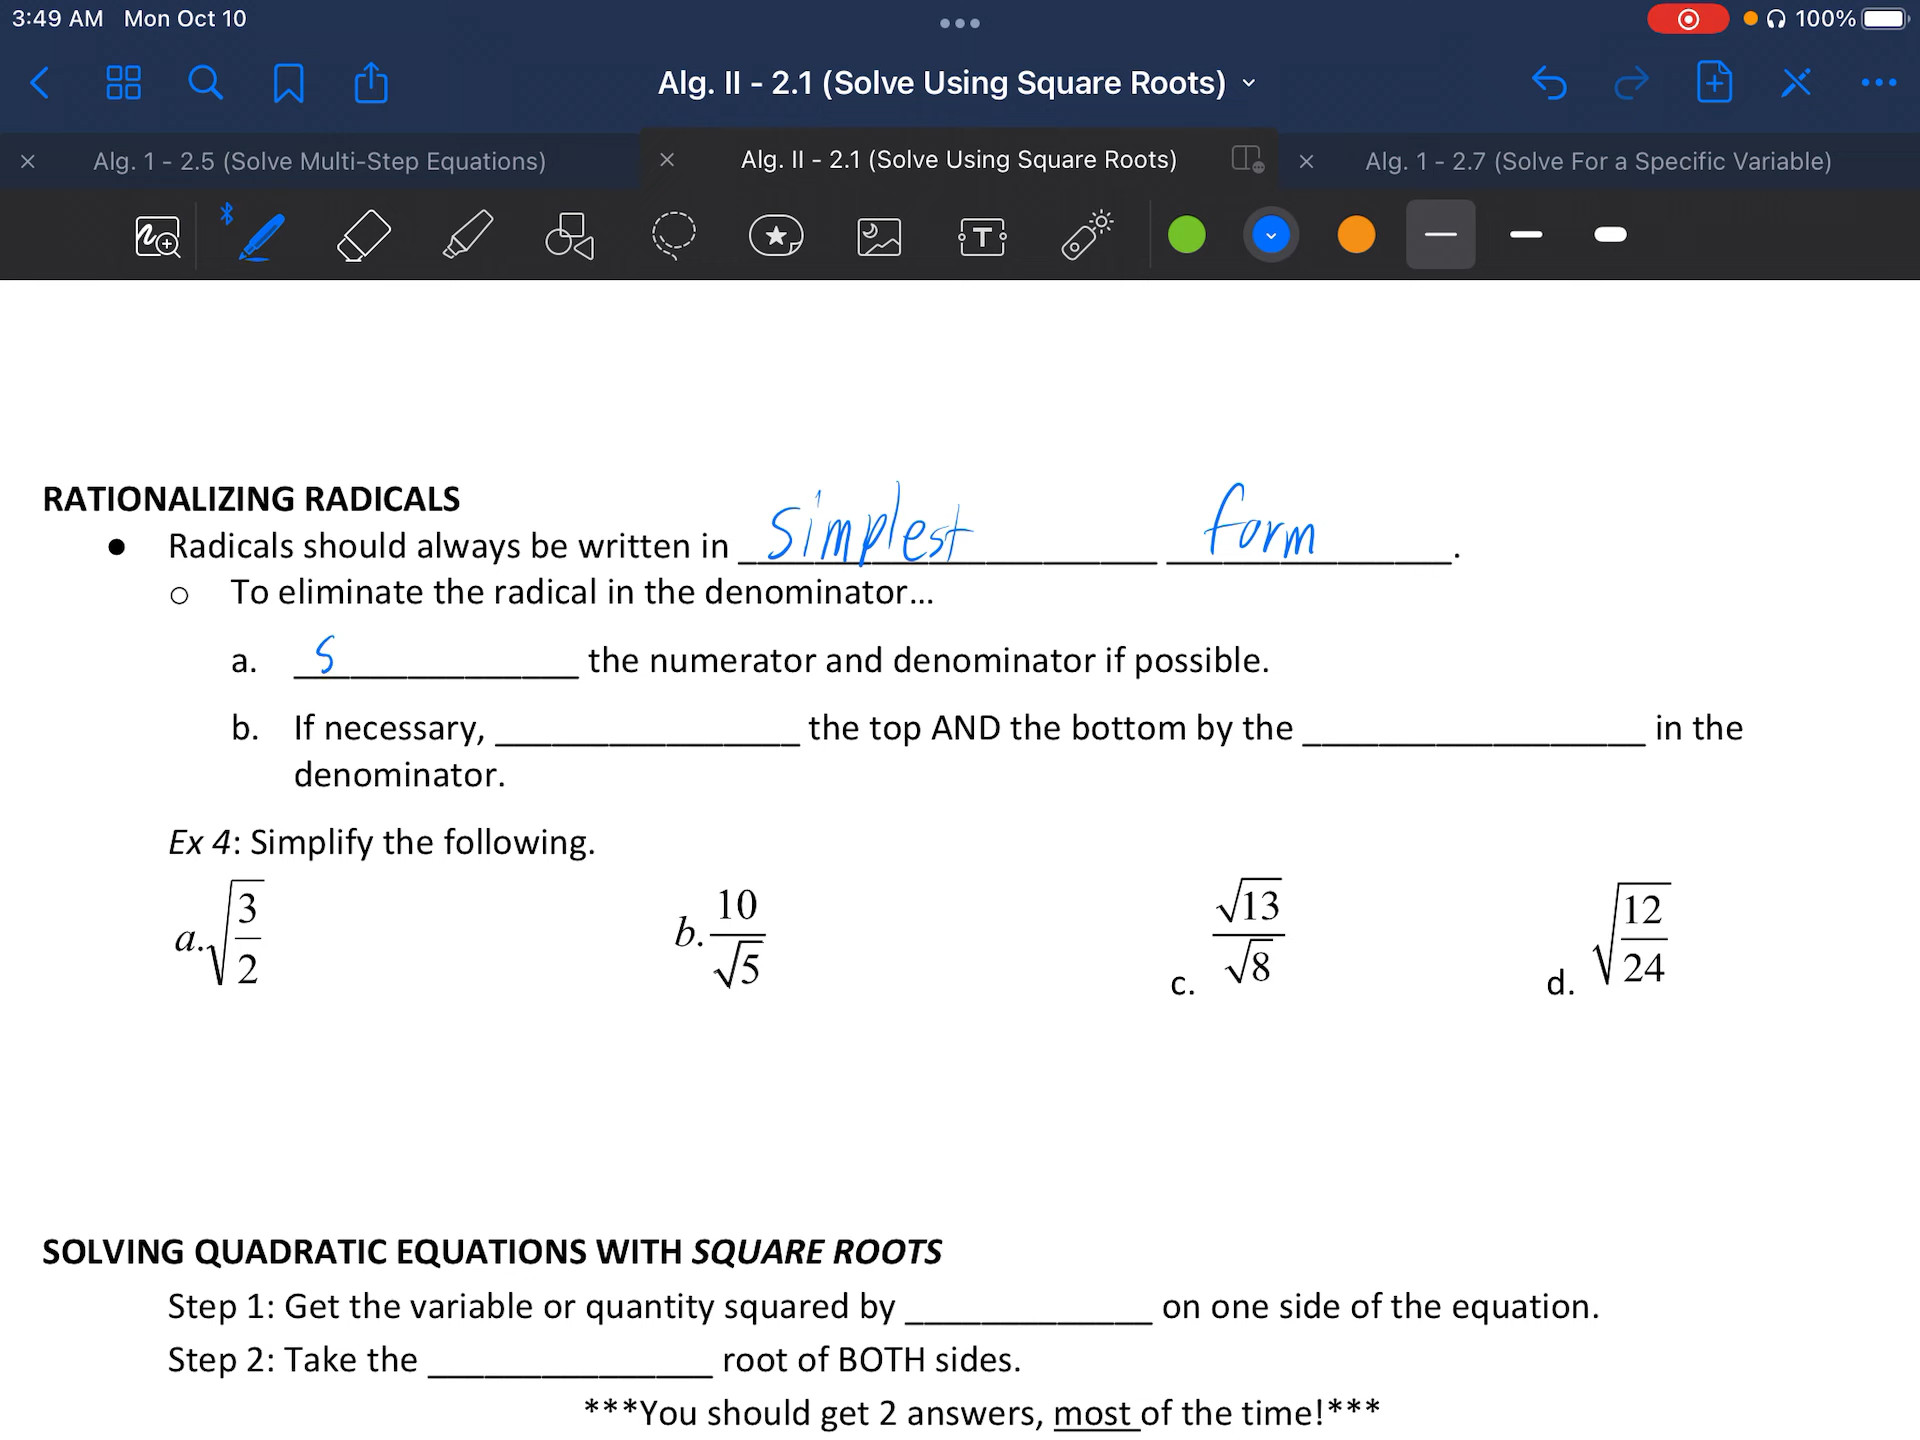 3:49 AM Mon Oct 10
100%
Alg. II - 2.1 (Solve Using Square Roots)
Alg. 1 - 2.5 (Solve Multi-Step Equations)
Alg. II - 2.1 (Solve Using Square Roots)
Alg. 1 - 2.7 (Solve For a Specific Variable)
RATIONALIZING RADICALS
● Radicals should always be written in simplest form.
o To eliminate the radical in the denominator...
a. S__________ the numerator and denominator if possible.
b. If necessary, __________ the top AND the bottom by the __________ in the
denominator.
Ex 4: Simplify the following.
a. √(3/2) b. 10/√5 c. √13/√8 d. √(12/24)
SOLVING QUADRATIC EQUATIONS WITH SQUARE ROOTS
Step 1: Get the variable or quantity squared by __________ on one side of the equation.
Step 2: Take the __________ root of BOTH sides.
***You should get 2 answers, most of the time!***